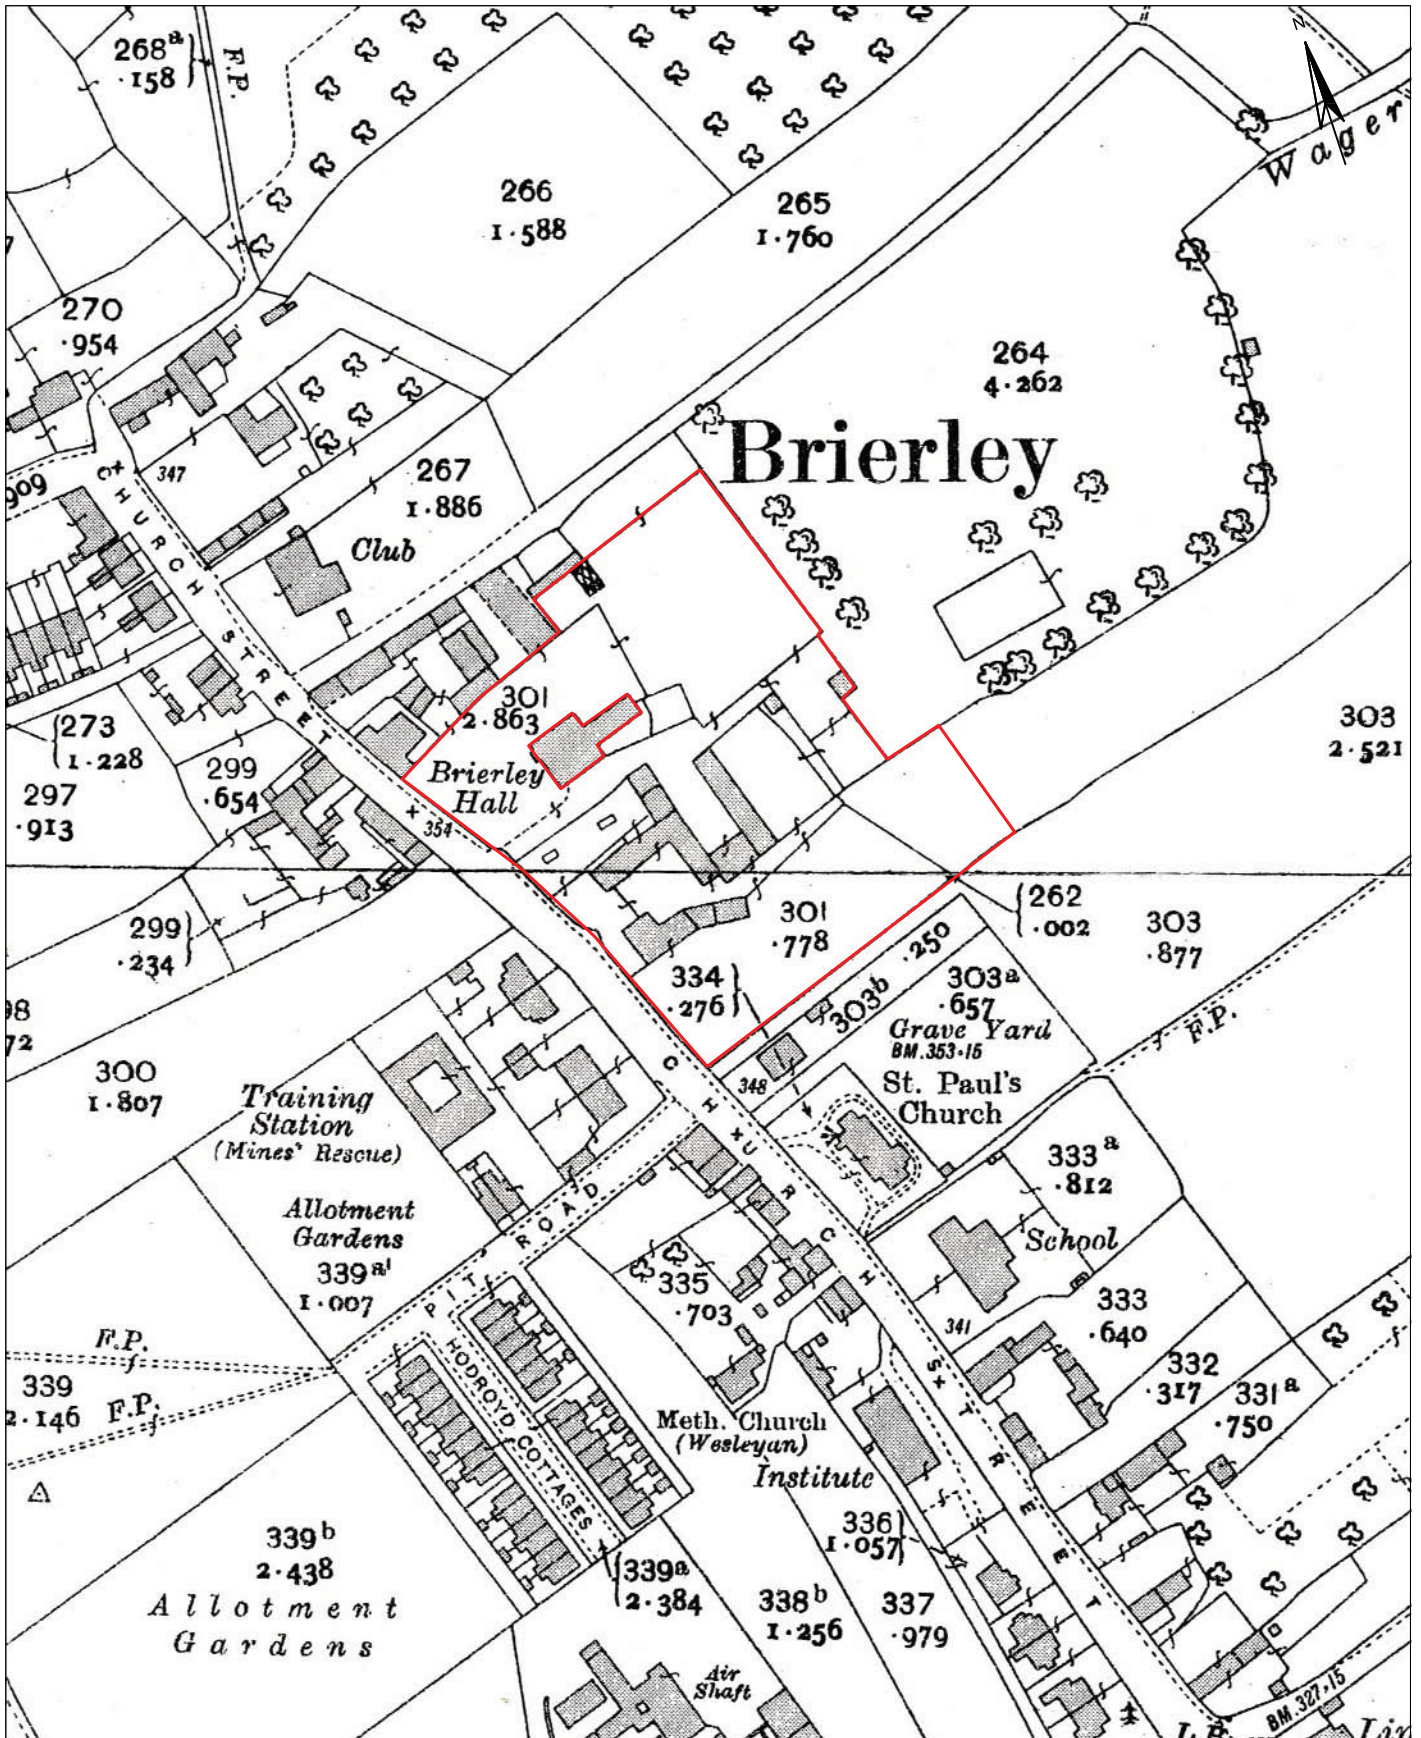 268ᵃ
·158
F.P.
N
Wager
266
1·588
265
1·760
7
270
·954
264
4·262
Brierley
347
267
1·886
909
Club
CHURCH STREET
301
2·863
273
1·228
303
2·521
299
·654
Brierley
Hall
297
·913
354
262
·002
301
·778
303
·877
299
·234
·250
334
·276
303ᵇ
303ᵃ
·657
98
72
Grave Yard
BM.353·15
F.P.
300
1·807
348
St. Paul's
Church
Training
Station
(Mines' Rescue)
333ᵃ
·812
Allotment
Gardens
339ᵃ¹
1·007
PIT ROAD
CHURCH STREET
School
335
·703
333
·640
341
F.P.
339
2·146
F.P.
HODROYD COTTAGES
332
·317
331ᵃ
·750
Meth. Church
(Wesleyan)
Institute
336
1·057
339ᵇ
2·438
Allotment
Gardens
339ᵃ
2·384
338ᵇ
1·256
337
·979
Air
Shaft
BM.327·15